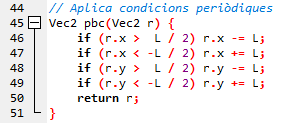 44 // Aplica condicions periòdiques
45 Vec2 pbc(Vec2 r) {
46 if (r.x >  L / 2) r.x -= L;
47 if (r.x < -L / 2) r.x += L;
48 if (r.y >  L / 2) r.y -= L;
49 if (r.y < -L / 2) r.y += L;
50 return r;
51 }